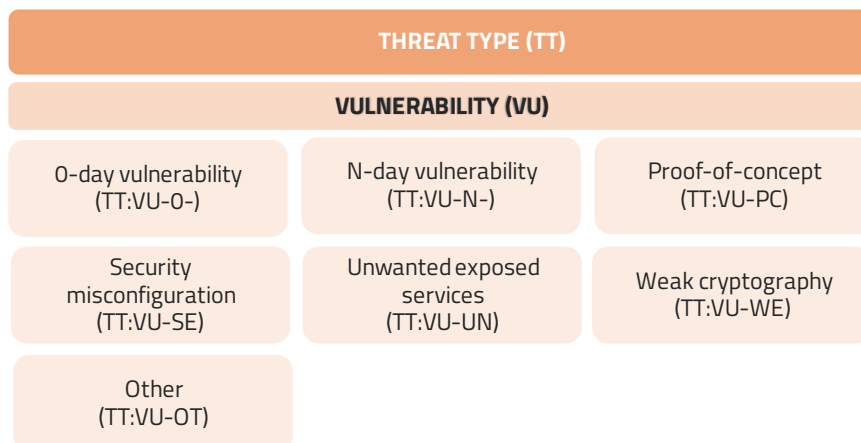 THREAT TYPE (TT)
VULNERABILITY (VU)
0-day vulnerability
(TT:VU-0-)
N-day vulnerability
(TT:VU-N-)
Proof-of-concept
(TT:VU-PC)
Security
misconfiguration
(TT:VU-SE)
Unwanted exposed
services
(TT:VU-UN)
Weak cryptography
(TT:VU-WE)
Other
(TT:VU-OT)